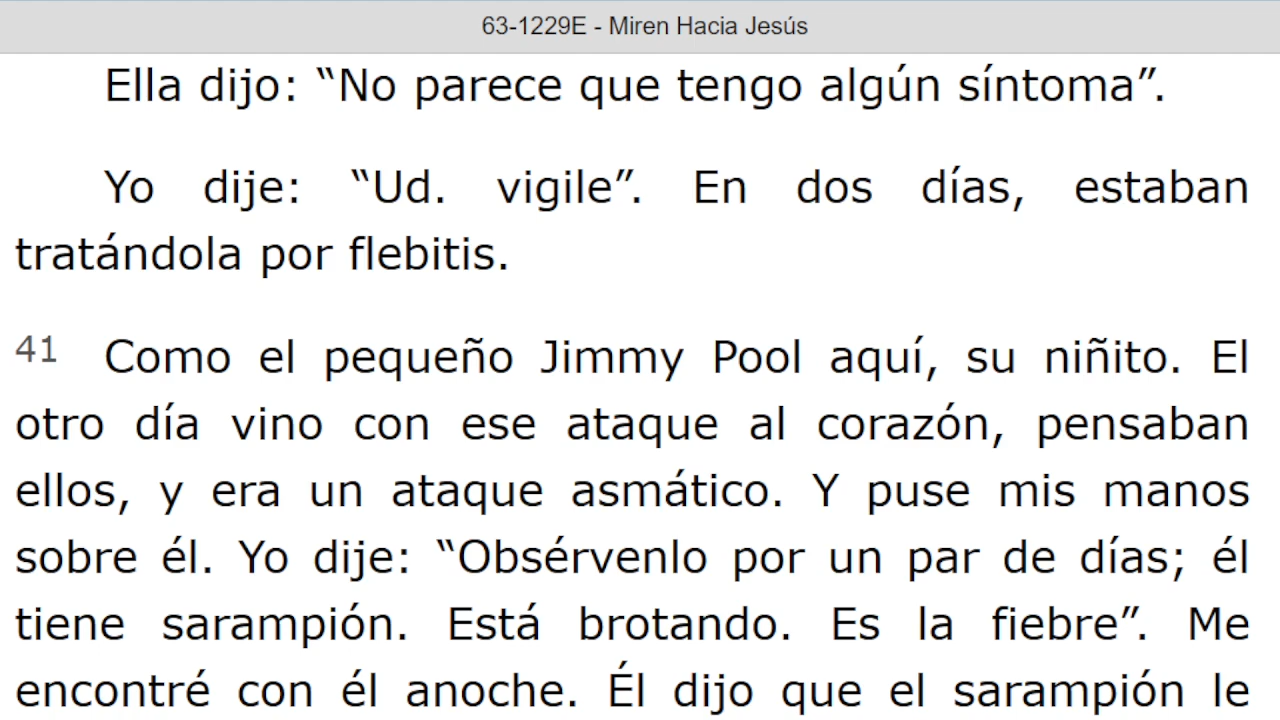 63-1229E - Miren Hacia Jesús
Ella dijo: “No parece que tengo algún síntoma”.
Yo dije: “Ud. vigile”. En dos días, estaban
tratándola por flebitis.
41 Como el pequeño Jimmy Pool aquí, su niñito. El
otro día vino con ese ataque al corazón, pensaban
ellos, y era un ataque asmático. Y puse mis manos
sobre él. Yo dije: “Obsérvenlo por un par de días; él
tiene sarampión. Está brotando. Es la fiebre”. Me
encontré con él anoche. Él dijo que el sarampión le